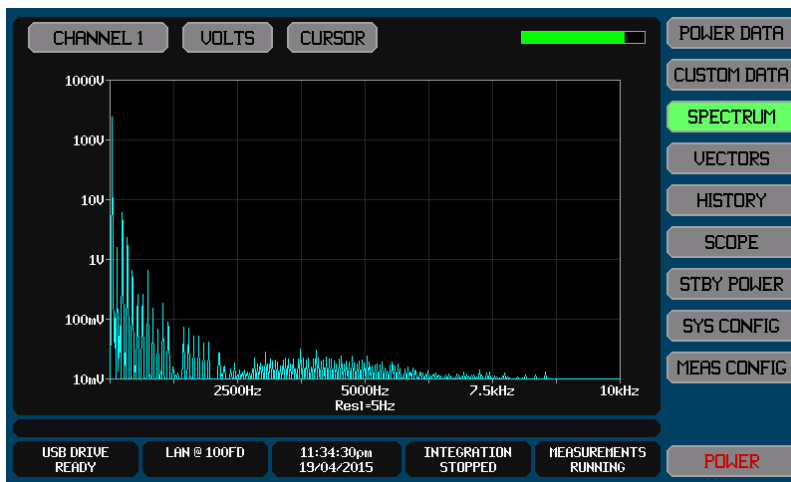 CHANNEL 1 VOLTS CURSOR
1000V
100V
10V
1V
100mV
10mV
2500Hz 5000Hz 7.5kHz 10kHz
Resl=5Hz
USB DRIVE READY
LAN @ 100FD
11:34:30pm
19/04/2015
INTEGRATION
STOPPED
MEASUREMENTS
RUNNING
POWER DATA
CUSTOM DATA
SPECTRUM
VECTORS
HISTORY
SCOPE
STBY POWER
SYS CONFIG
MEAS CONFIG
POWER